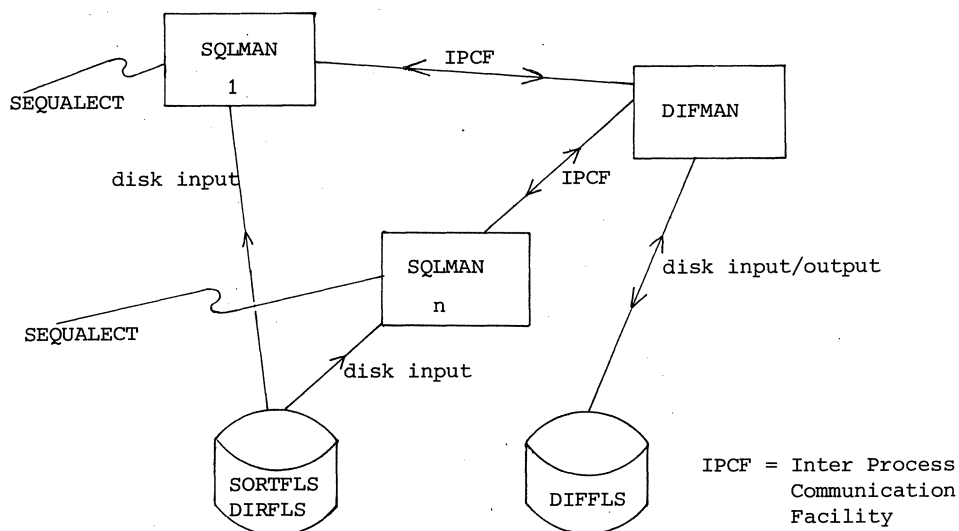 SQLMAN
1
IPCF
DIFMAN
SEQUALECT
disk input
IPCF
SQLMAN
n
disk input/output
SEQUALECT
disk input
SORTFLS
DIRFLS
DIFFLS
IPCF = Inter Process
Communication
Facility